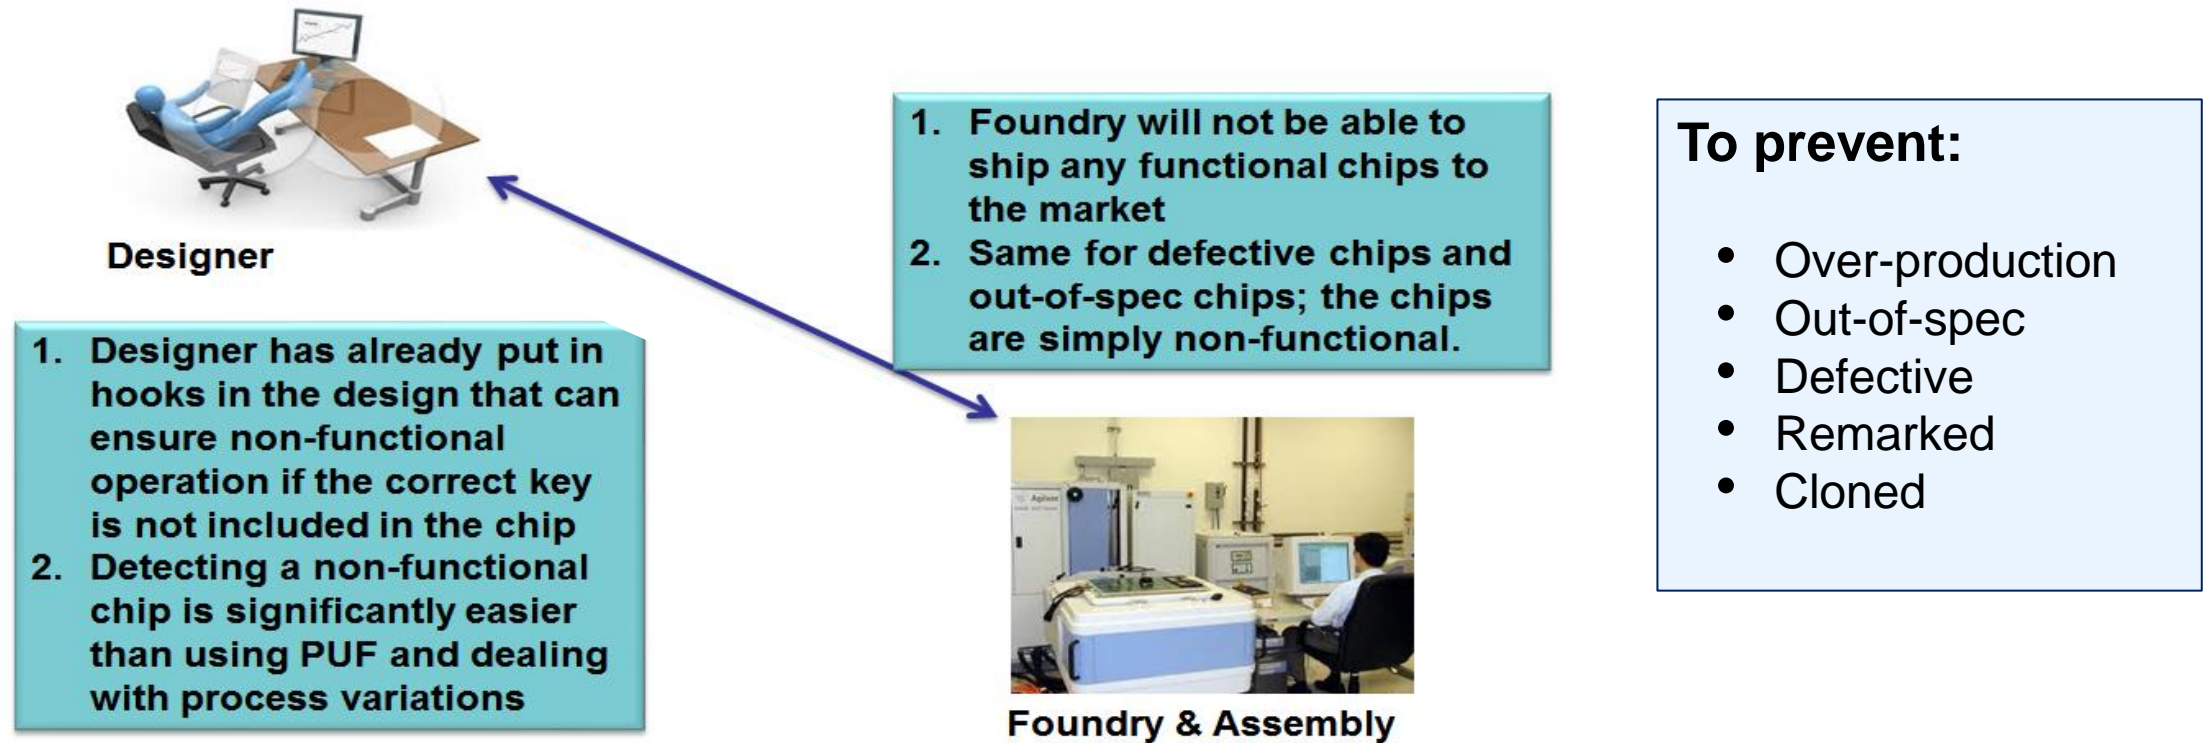 Designer
1. Designer has already put in
hooks in the design that can
ensure non-functional
operation if the correct key
is not included in the chip
2. Detecting a non-functional
chip is significantly easier
than using PUF and dealing
with process variations
1. Foundry will not be able to
ship any functional chips to
the market
2. Same for defective chips and
out-of-spec chips; the chips
are simply non-functional.
Agilent
Foundry & Assembly
To prevent:
• Over-production
• Out-of-spec
• Defective
• Remarked
• Cloned